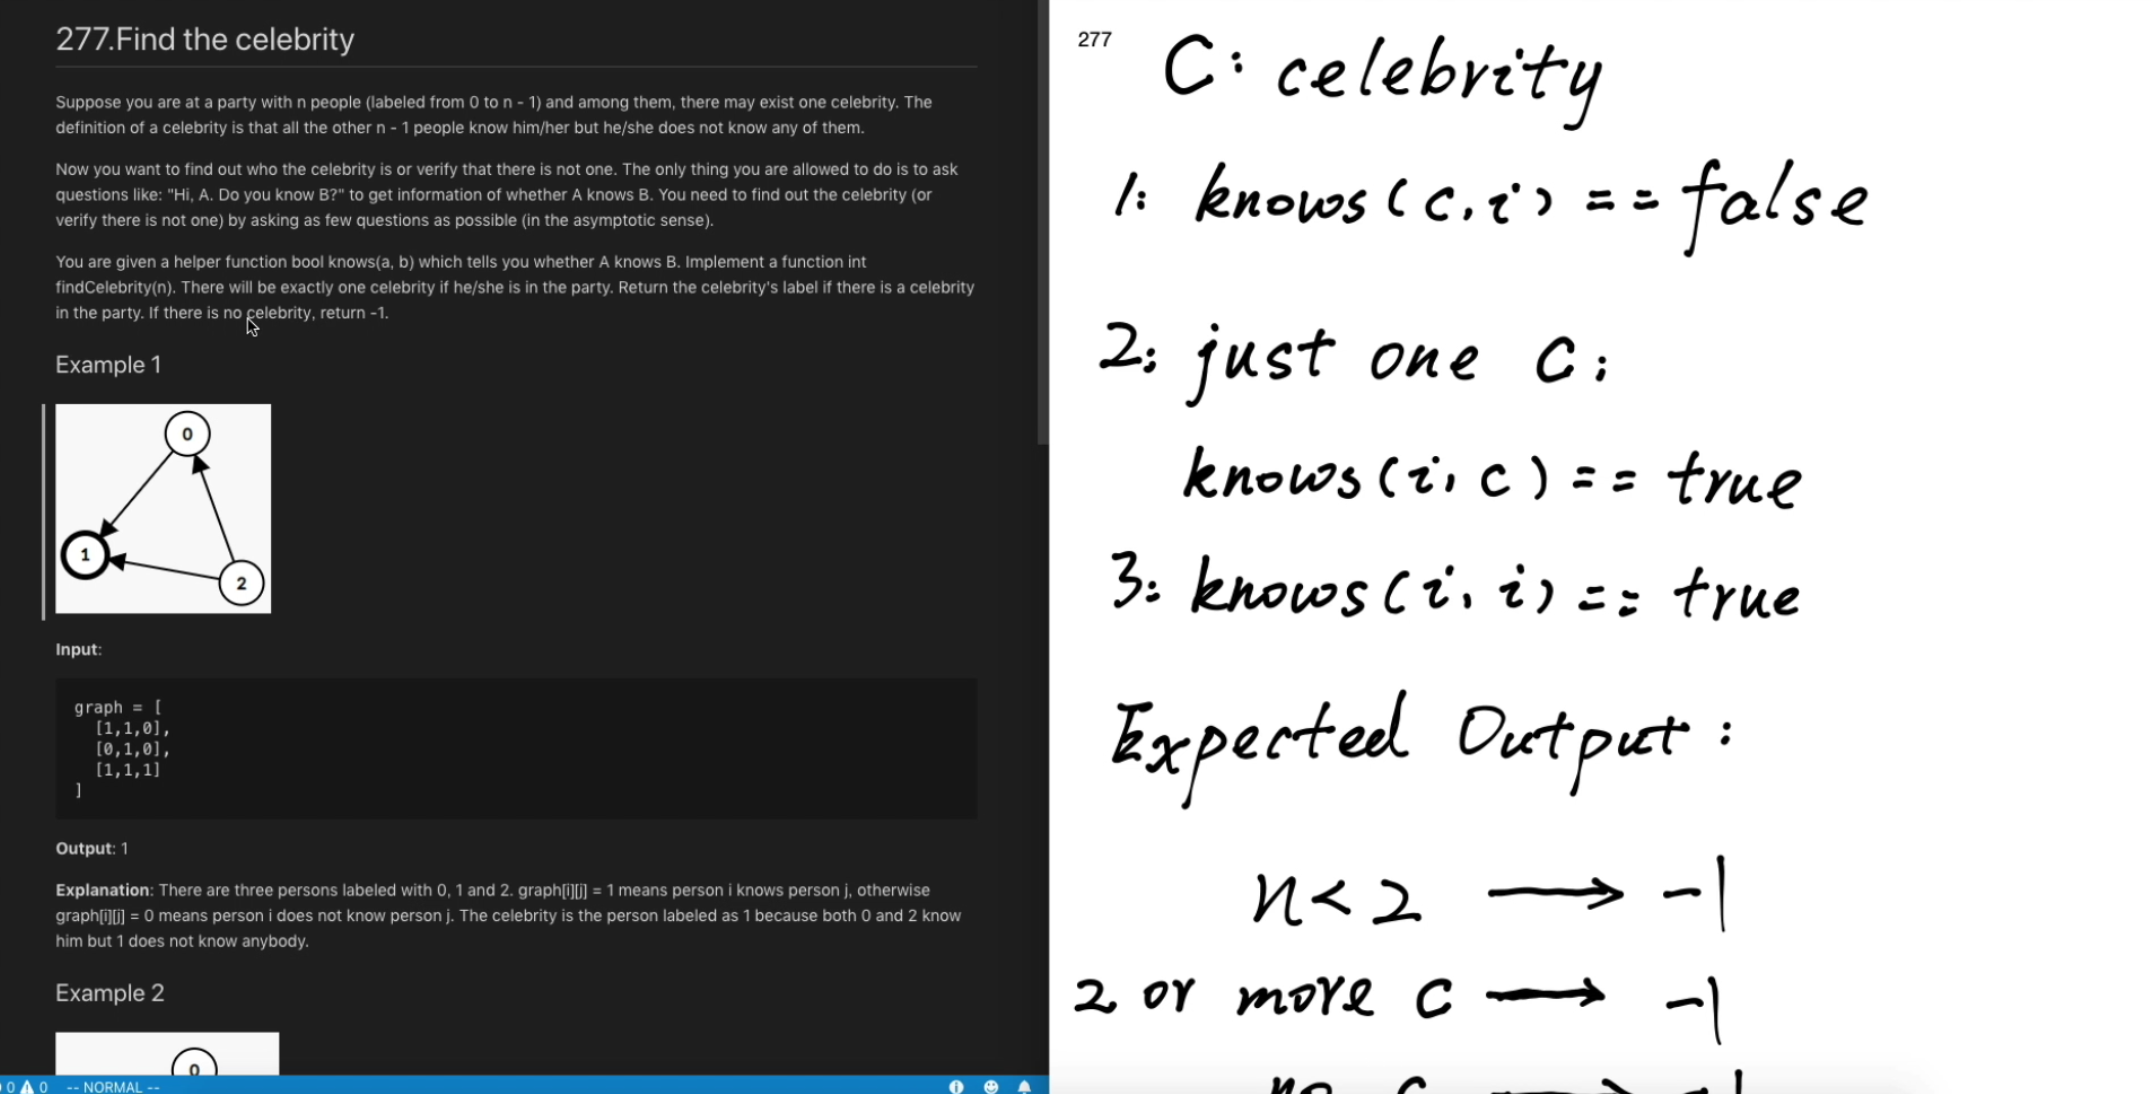 277.Find the celebrity
Suppose you are at a party with n people (labeled from 0 to n - 1) and among them, there may exist one celebrity. The
definition of a celebrity is that all the other n - 1 people know him/her but he/she does not know any of them.
Now you want to find out who the celebrity is or verify that there is not one. The only thing you are allowed to do is to ask
questions like: "Hi, A. Do you know B?" to get information of whether A knows B. You need to find out the celebrity (or
verify there is not one) by asking as few questions as possible (in the asymptotic sense).
You are given a helper function bool knows(a, b) which tells you whether A knows B. Implement a function int
findCelebrity(n). There will be exactly one celebrity if he/she is in the party. Return the celebrity's label if there is a celebrity
in the party. If there is no celebrity, return -1.
Example 1
0
1
2
Input:
graph = [
[1,1,0],
[0,1,0],
[1,1,1]
]
Output: 1
Explanation: There are three persons labeled with 0, 1 and 2. graph[i][j] = 1 means person i knows person j, otherwise
graph[i][j] = 0 means person i does not know person j. The celebrity is the person labeled as 1 because both 0 and 2 know
him but 1 does not know anybody.
Example 2
0
0 0 -- NORMAL --
277
C: celebrity
1: knows(c,i) == false
2: just one C:
knows(i, c) == true
3: knows(i, i) == true
Expected Output:
n<2 → -1
2 or more c → -1
no c → -1